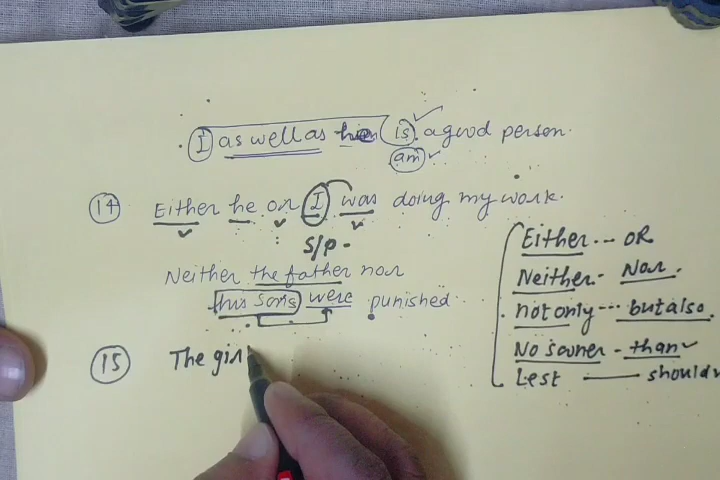 I as well as he is a good person.
am
14 Either he or I was doing my work.
S/P -
Neither the father nor
his sons were punished.
15 The girl
Either... OR
Neither - Nor.
not only --- but also.
No sooner - than
Lest —— should